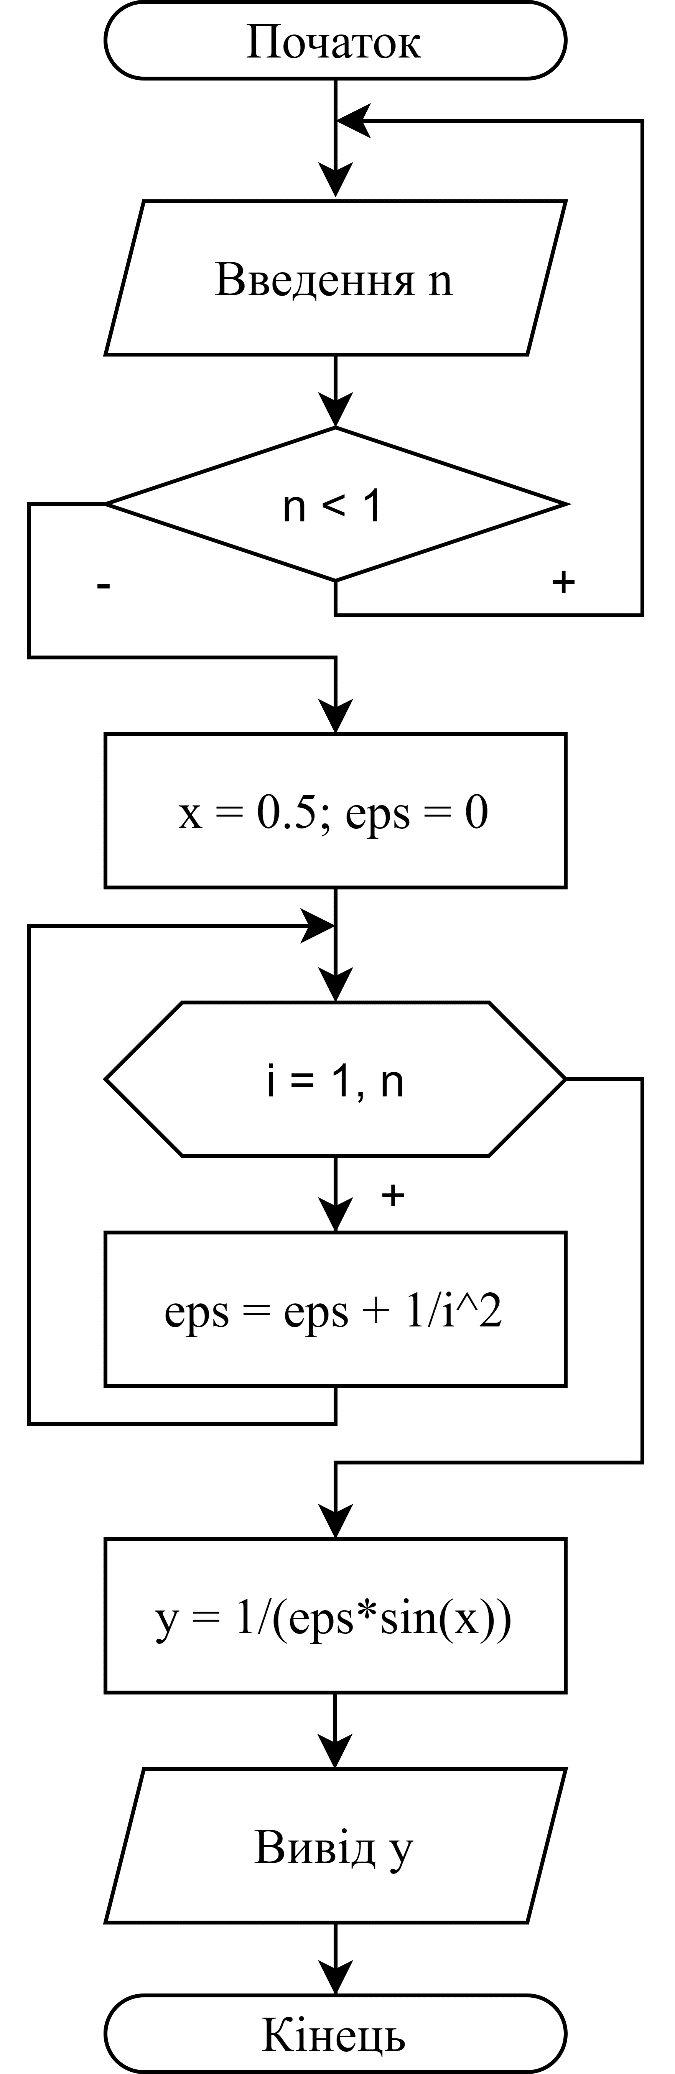 Початок
Введення n
n < 1
-
+
x = 0.5; eps = 0
i = 1, n
+
eps = eps + 1/i^2
y = 1/(eps*sin(x))
Вивід y
Кінець